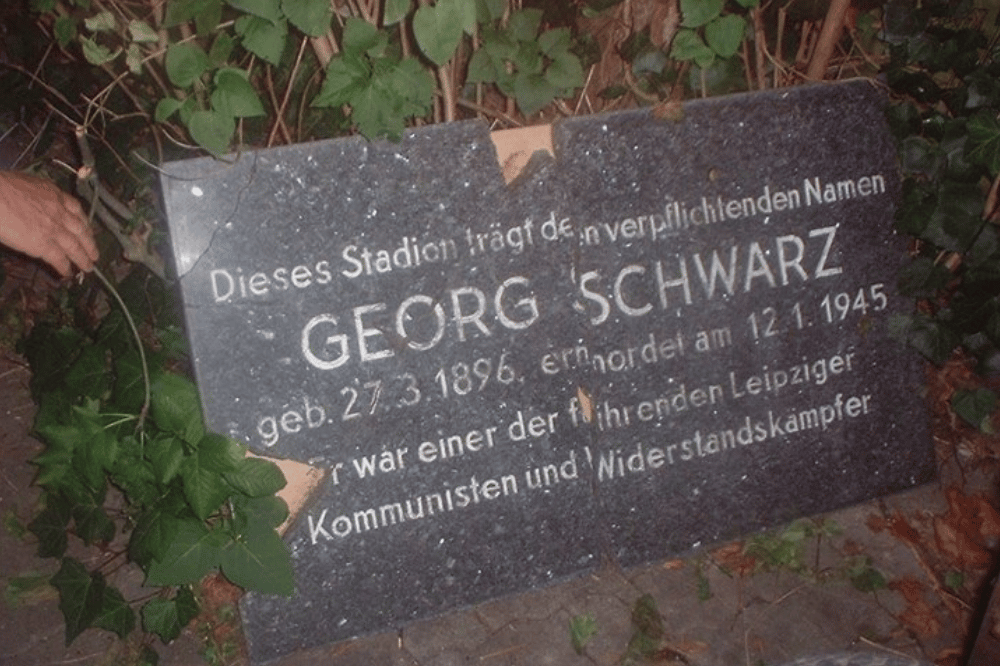 Dieses Stadion trägt den verpflichtenden Namen
GEORG SCHWARZ
geb. 27.3.1896. ermordet am 12.1.1945
Er war einer der führenden Leipziger
Kommunisten und Widerstandskämpfer